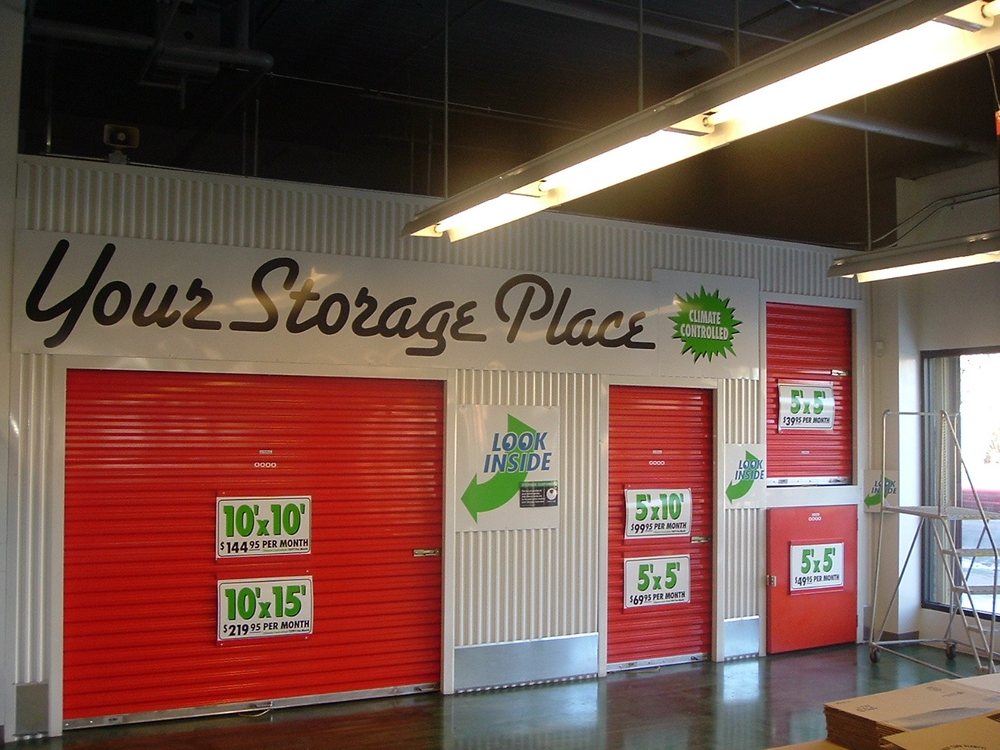 Your Storage Place
CLIMATE
CONTROLLED
10'x10'
$144.95 PER MONTH
10'x15'
$219.95 PER MONTH
LOOK
INSIDE
5'x10'
$99.95 PER MONTH
5'x5'
$69.95 PER MONTH
LOOK
INSIDE
5'x5'
$39.95 PER MONTH
5'x5'
$49.95 PER MONTH
LOOK
INSIDE